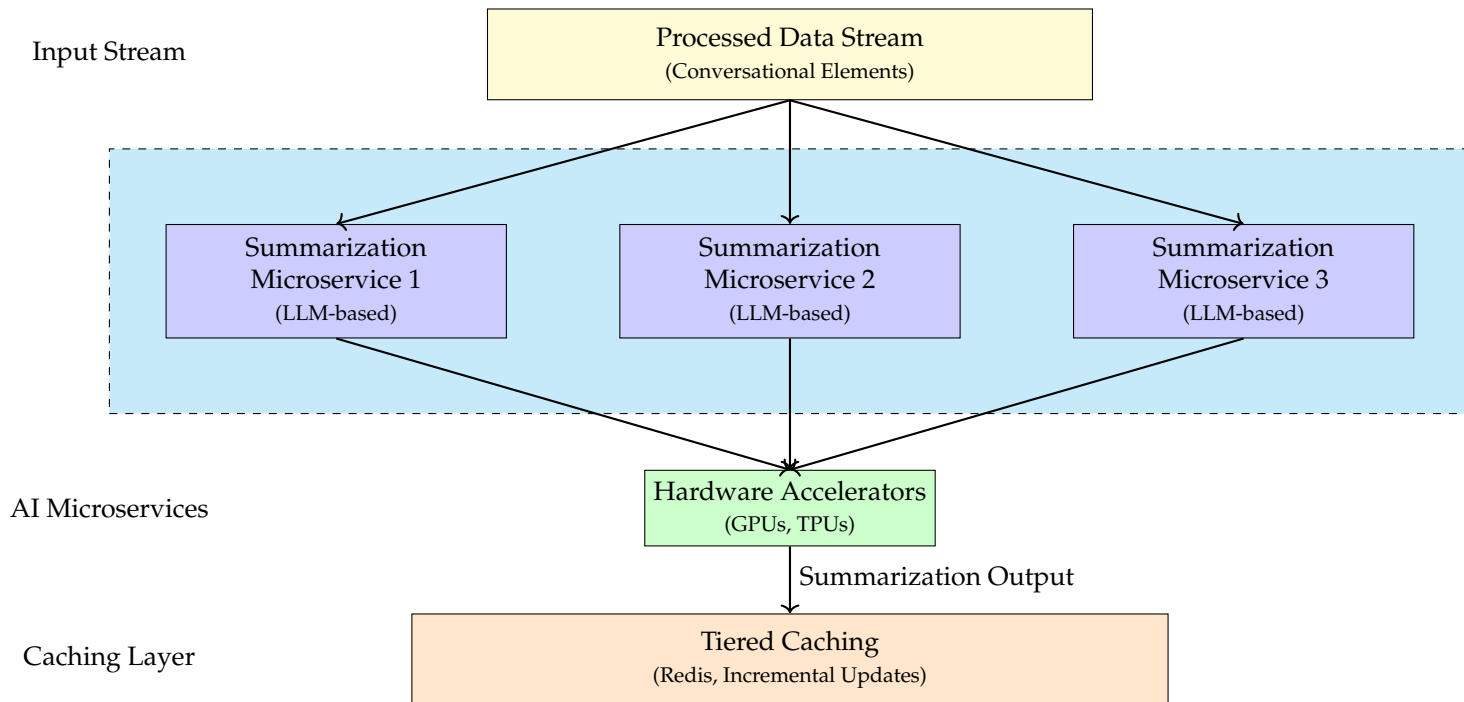 Processed Data Stream
Input Stream
(Conversational Elements)
Summarization
Microservice 1
(LLM-based)
Summarization
Microservice 2
(LLM-based)
Summarization
Microservice 3
(LLM-based)
Hardware Accelerators
AI Microservices
(GPUs, TPUs)
Summarization Output
Tiered Caching
Caching Layer
(Redis, Incremental Updates)